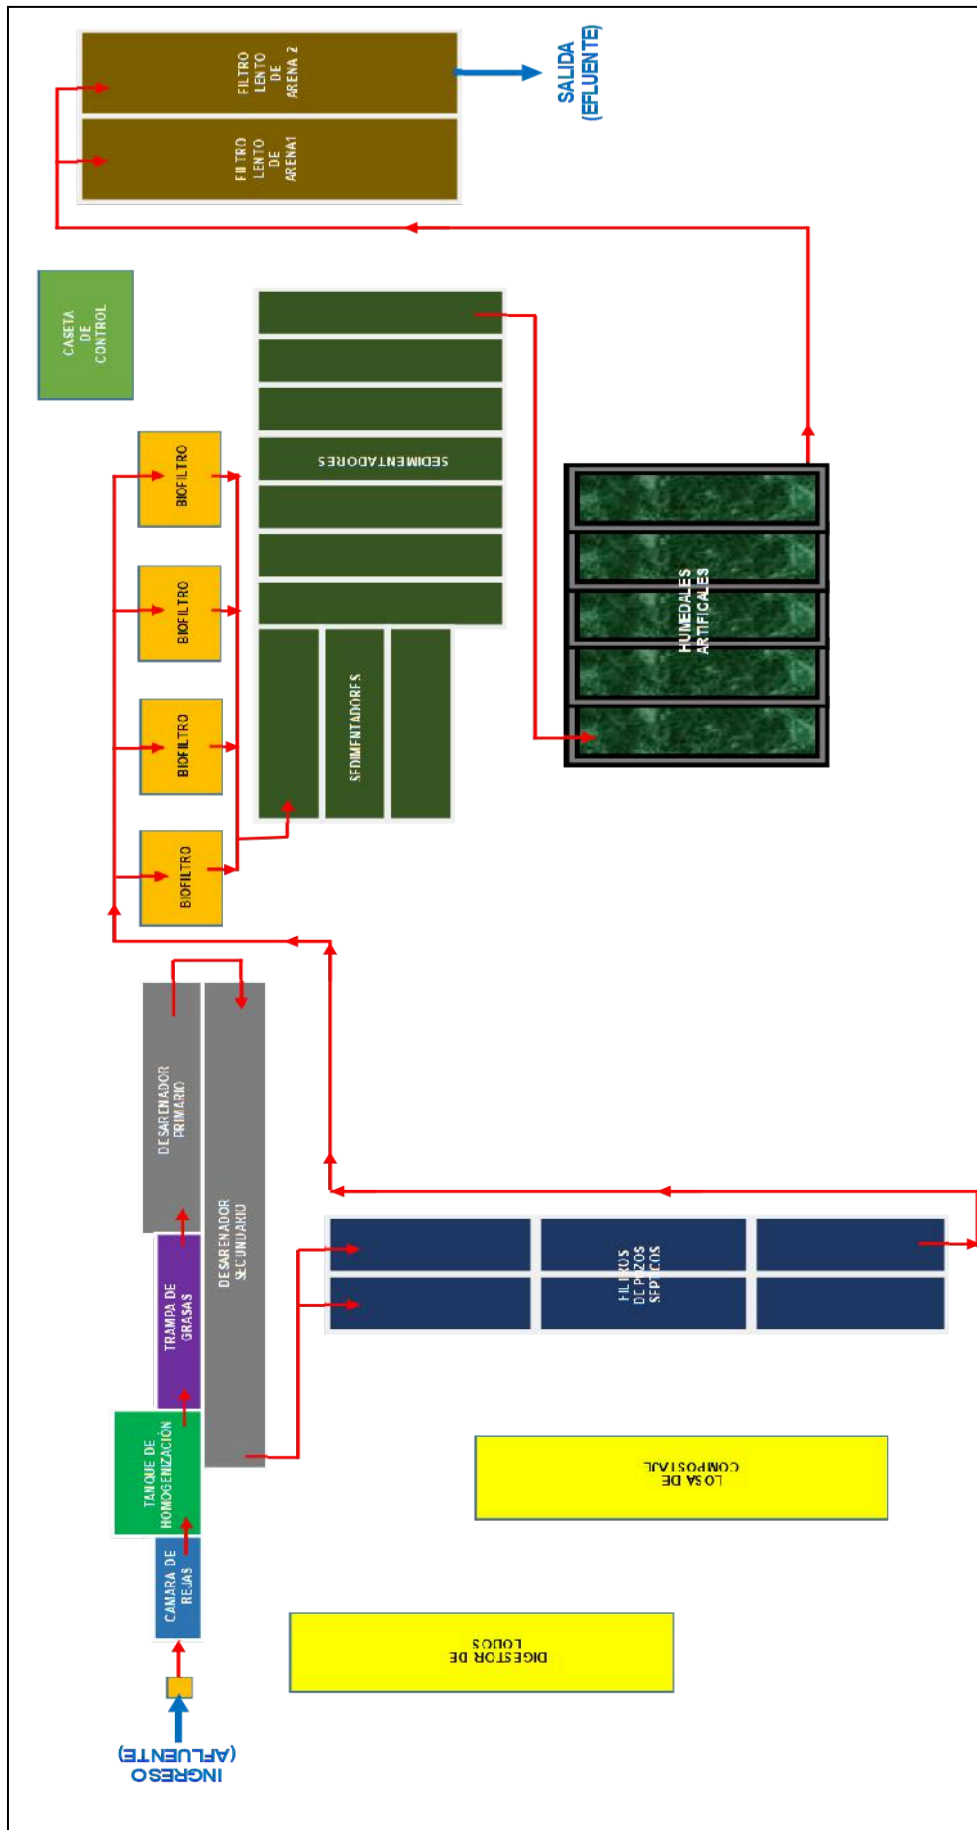 FILTRO
LENTO
DE
ARENA 2
FILTRO
LENTO
DE
ARENA1
SALIDA
(EFLUENTE)
CASETA
DE
CONTROL
BIOFILTRO
BIOFILTRO
BIOFILTRO
BIOFILTRO
SEDIMENTADORES
SEDIMENTADORES
HUMEDALES
ARTIFICALES
DESARENADOR
PRIMARIO
DESARENADOR
SECUNDARIO
TRAMPA DE
GRASAS
TANQUE DE
HOMOGENIZACIÓN
CAMARA DE
REJAS
FILTROS
DE POZOS
SEPTICOS
LOSA DE
COMPOSTAJE
DIGESTOR DE
LODOS
INGRESO
(AFLUENTE)